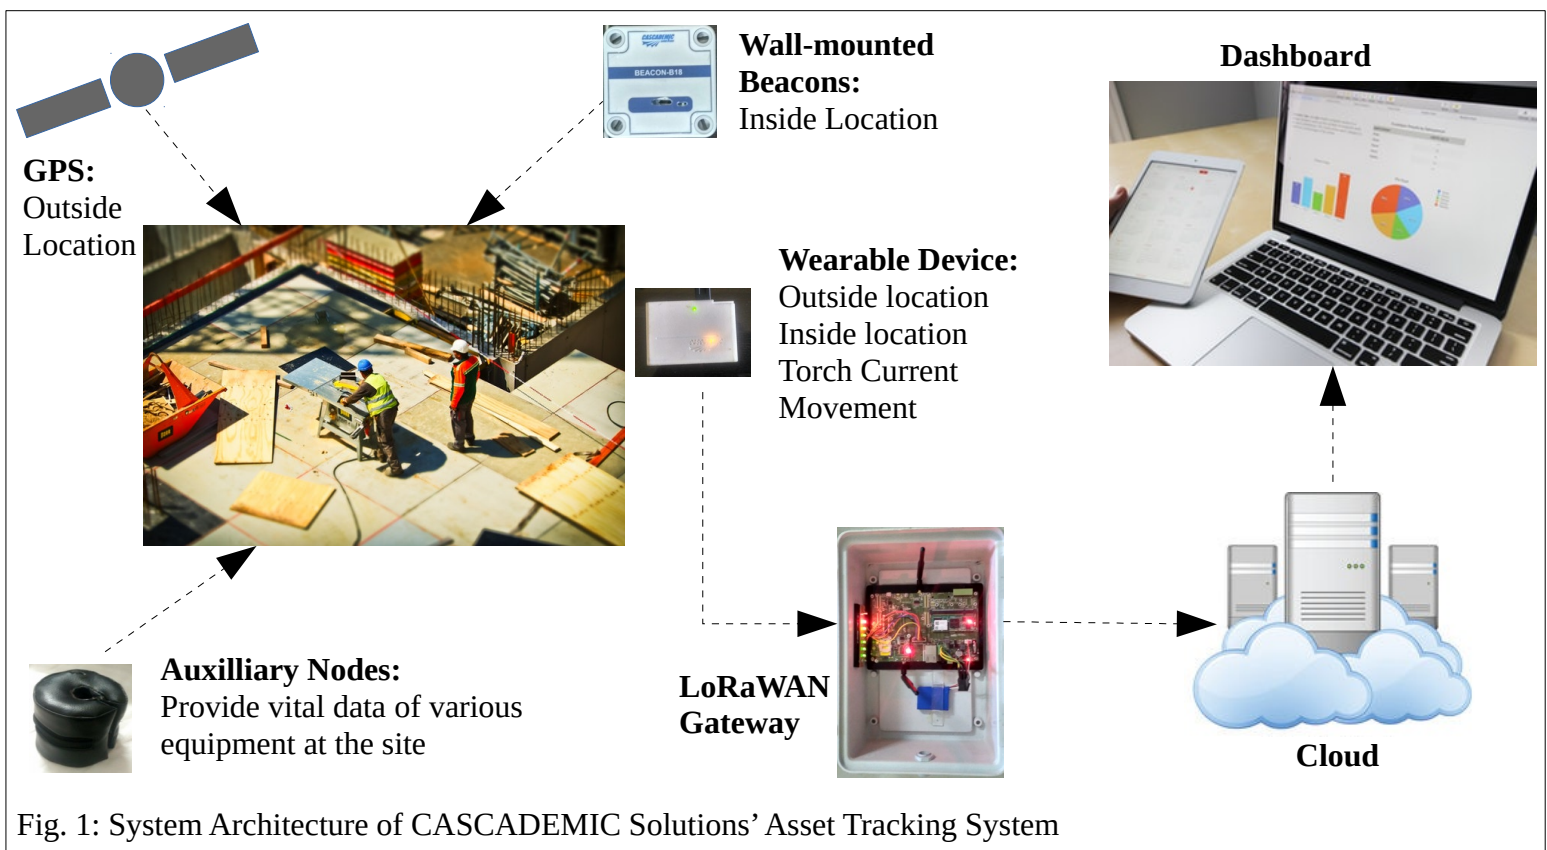 CASCADEMIC
BEACON-B18
Wall-mounted
Beacons:
Inside Location
Dashboard
GPS:
Outside
Location
Wearable Device:
Outside location
Inside location
Torch Current
Movement
LoRaWAN
Gateway
Auxilliary Nodes:
Provide vital data of various
equipment at the site
Cloud
Fig. 1: System Architecture of CASCADEMIC Solutions’ Asset Tracking System